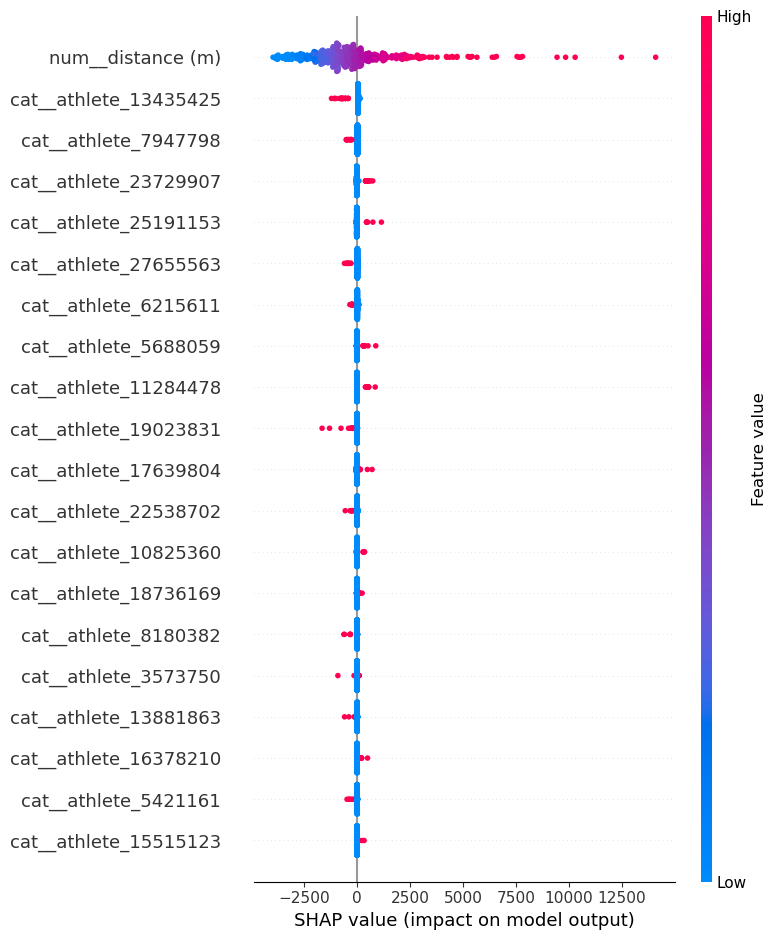 High
num__distance (m)
cat__athlete_13435425
cat__athlete_7947798
cat__athlete_23729907
cat__athlete_25191153
cat__athlete_27655563
cat__athlete_6215611
cat__athlete_5688059
cat__athlete_11284478
cat__athlete_19023831
cat__athlete_17639804
cat__athlete_22538702
cat__athlete_10825360
cat__athlete_18736169
cat__athlete_8180382
cat__athlete_3573750
cat__athlete_13881863
cat__athlete_16378210
cat__athlete_5421161
cat__athlete_15515123
Feature value
Low
−2500 0 2500 5000 7500 10000 12500
SHAP value (impact on model output)